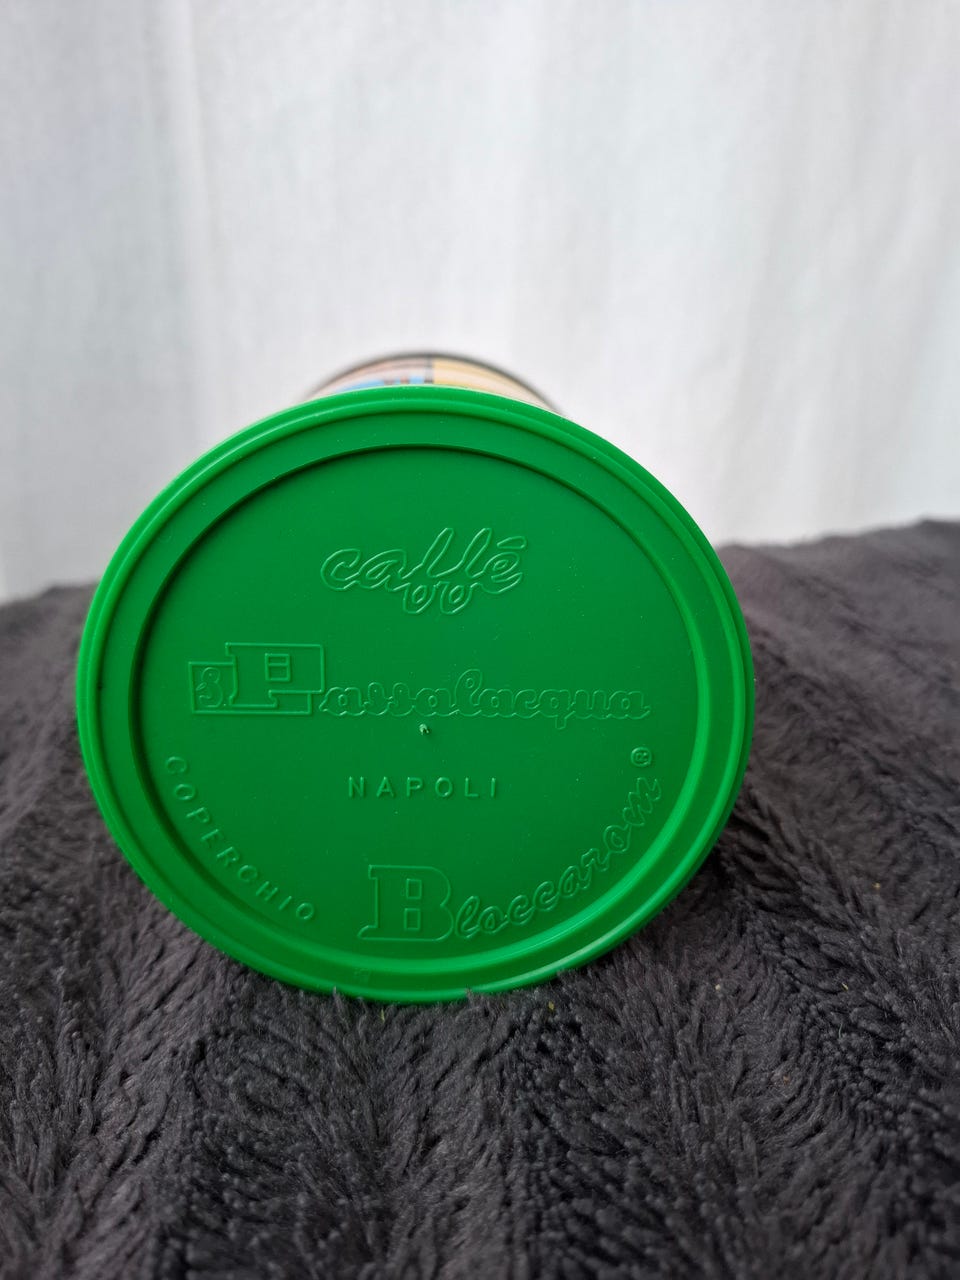 caffè
S. Passalacqua
NAPOLI
COPERCHIO
Bloccarom®